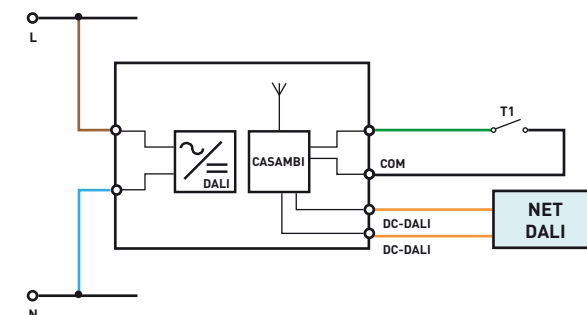 L
T1
CASAMBI
COM
DALI
NET
DALI
DC-DALI
DC-DALI
N